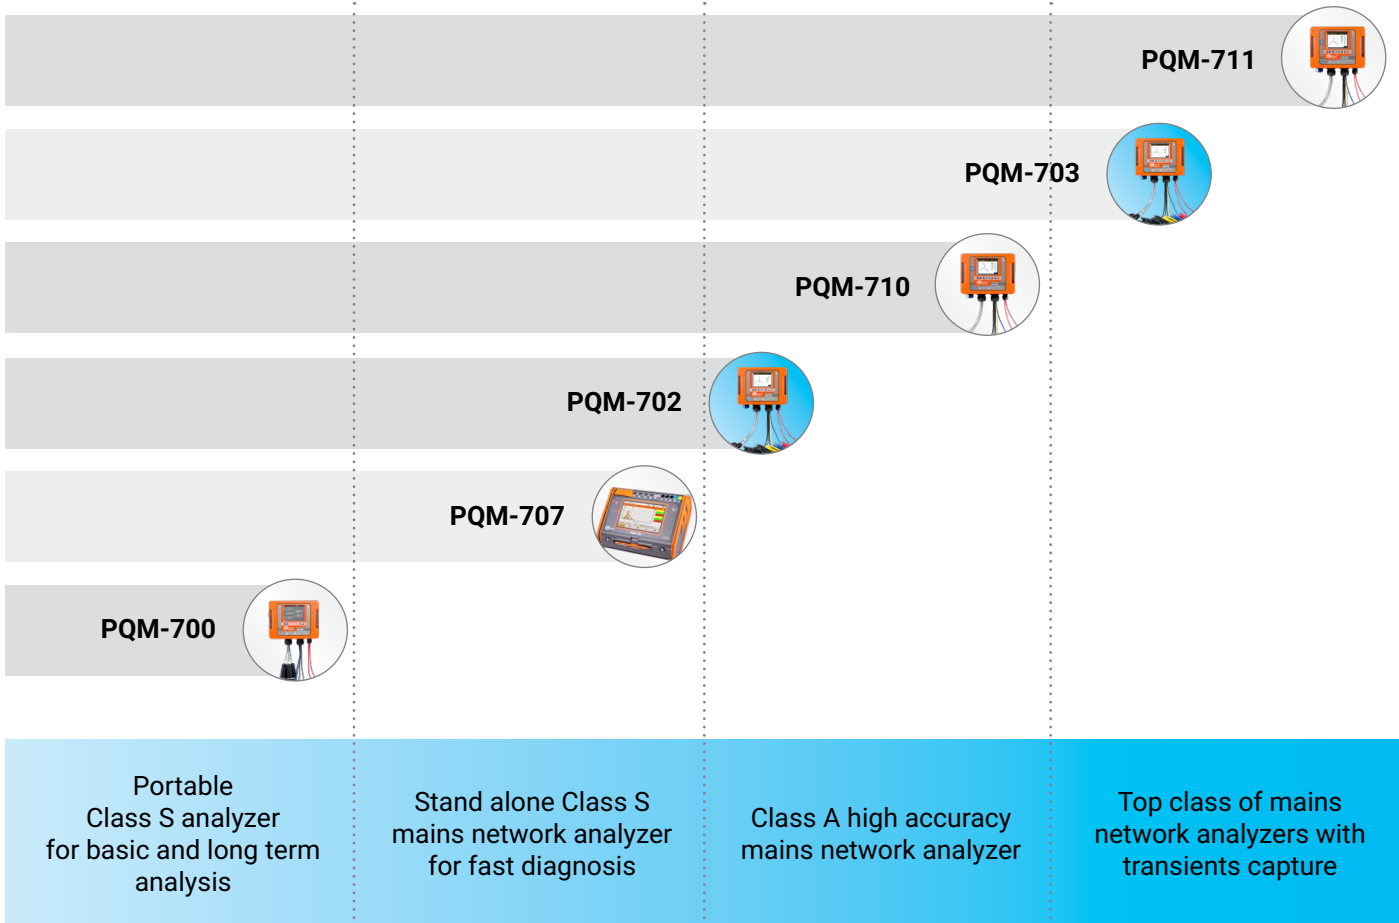 PQM-711
PQM-703
PQM-710
PQM-702
PQM-707
PQM-700
Portable
Class S analyzer
for basic and long term
analysis
Stand alone Class S
mains network analyzer
for fast diagnosis
Class A high accuracy
mains network analyzer
Top class of mains
network analyzers with
transients capture